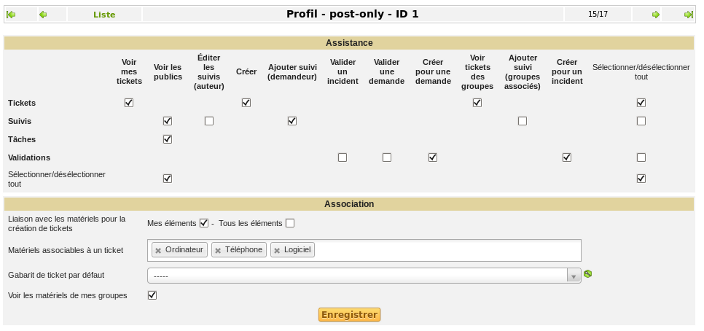 Liste
Profil - post-only - ID 1
15/17
Assistance
Voir mes tickets
Voir les publics
Éditer les suivis (auteur)
Créer
Ajouter suivi (demandeur)
Valider un incident
Valider une demande
Créer pour une demande
Voir tickets des groupes
Ajouter suivi (groupes associés)
Créer pour un incident
Sélectionner/désélectionner tout
Tickets
Suivis
Tâches
Validations
Sélectionner/désélectionner tout
Association
Liaison avec les matériels pour la création de tickets
Mes éléments - Tous les éléments
Matériels associables à un ticket
Ordinateur Téléphone Logiciel
Gabarit de ticket par défaut
-----
Voir les matériels de mes groupes
Enregistrer